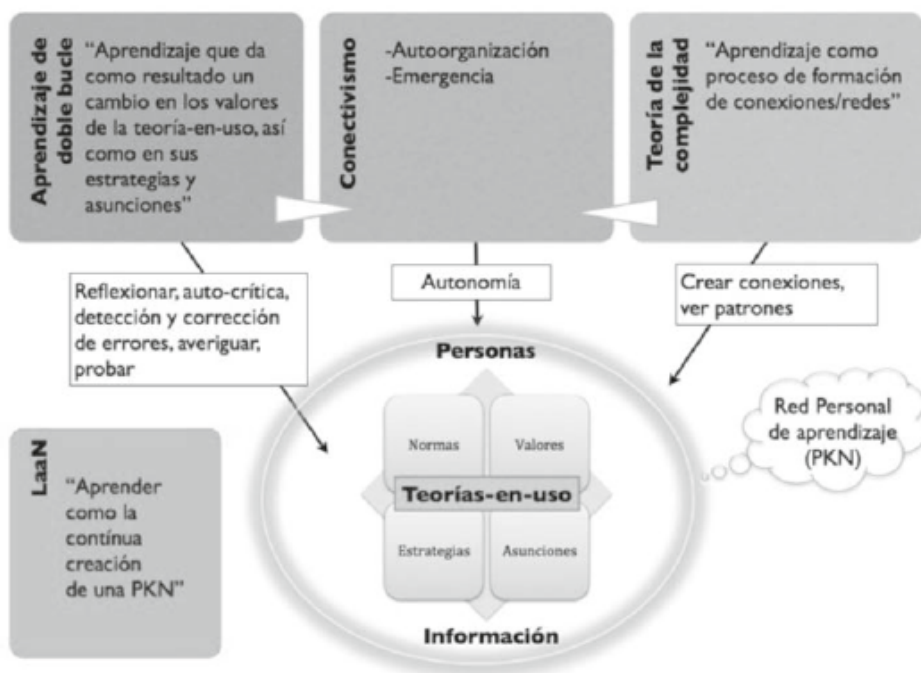 Aprendizaje de
doble bucle
“Aprendizaje que da
como resultado un
cambio en los valores
de la teoría-en-uso, así
como en sus
estrategias y
asunciones”
Conectivismo
-Autoorganización
-Emergencia
Teoría de la
complejidad
“Aprendizaje como
proceso de formación
de conexiones/redes”
Reflexionar, auto-crítica,
detección y corrección
de errores, averiguar,
probar
Autonomía
Crear conexiones,
ver patrones
Personas
Normas
Valores
Teorías-en-uso
Estrategias
Asunciones
Información
Red Personal
de aprendizaje
(PKN)
LaaN
“Aprender
como la
contínua
creación
de una PKN”